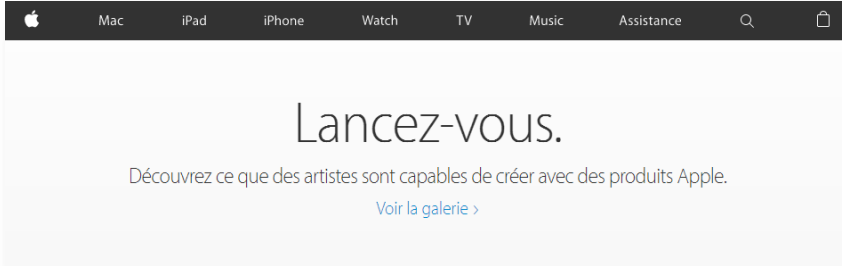 Mac iPad iPhone Watch TV Music Assistance
Lancez-vous.
Découvrez ce que des artistes sont capables de créer avec des produits Apple.
Voir la galerie >